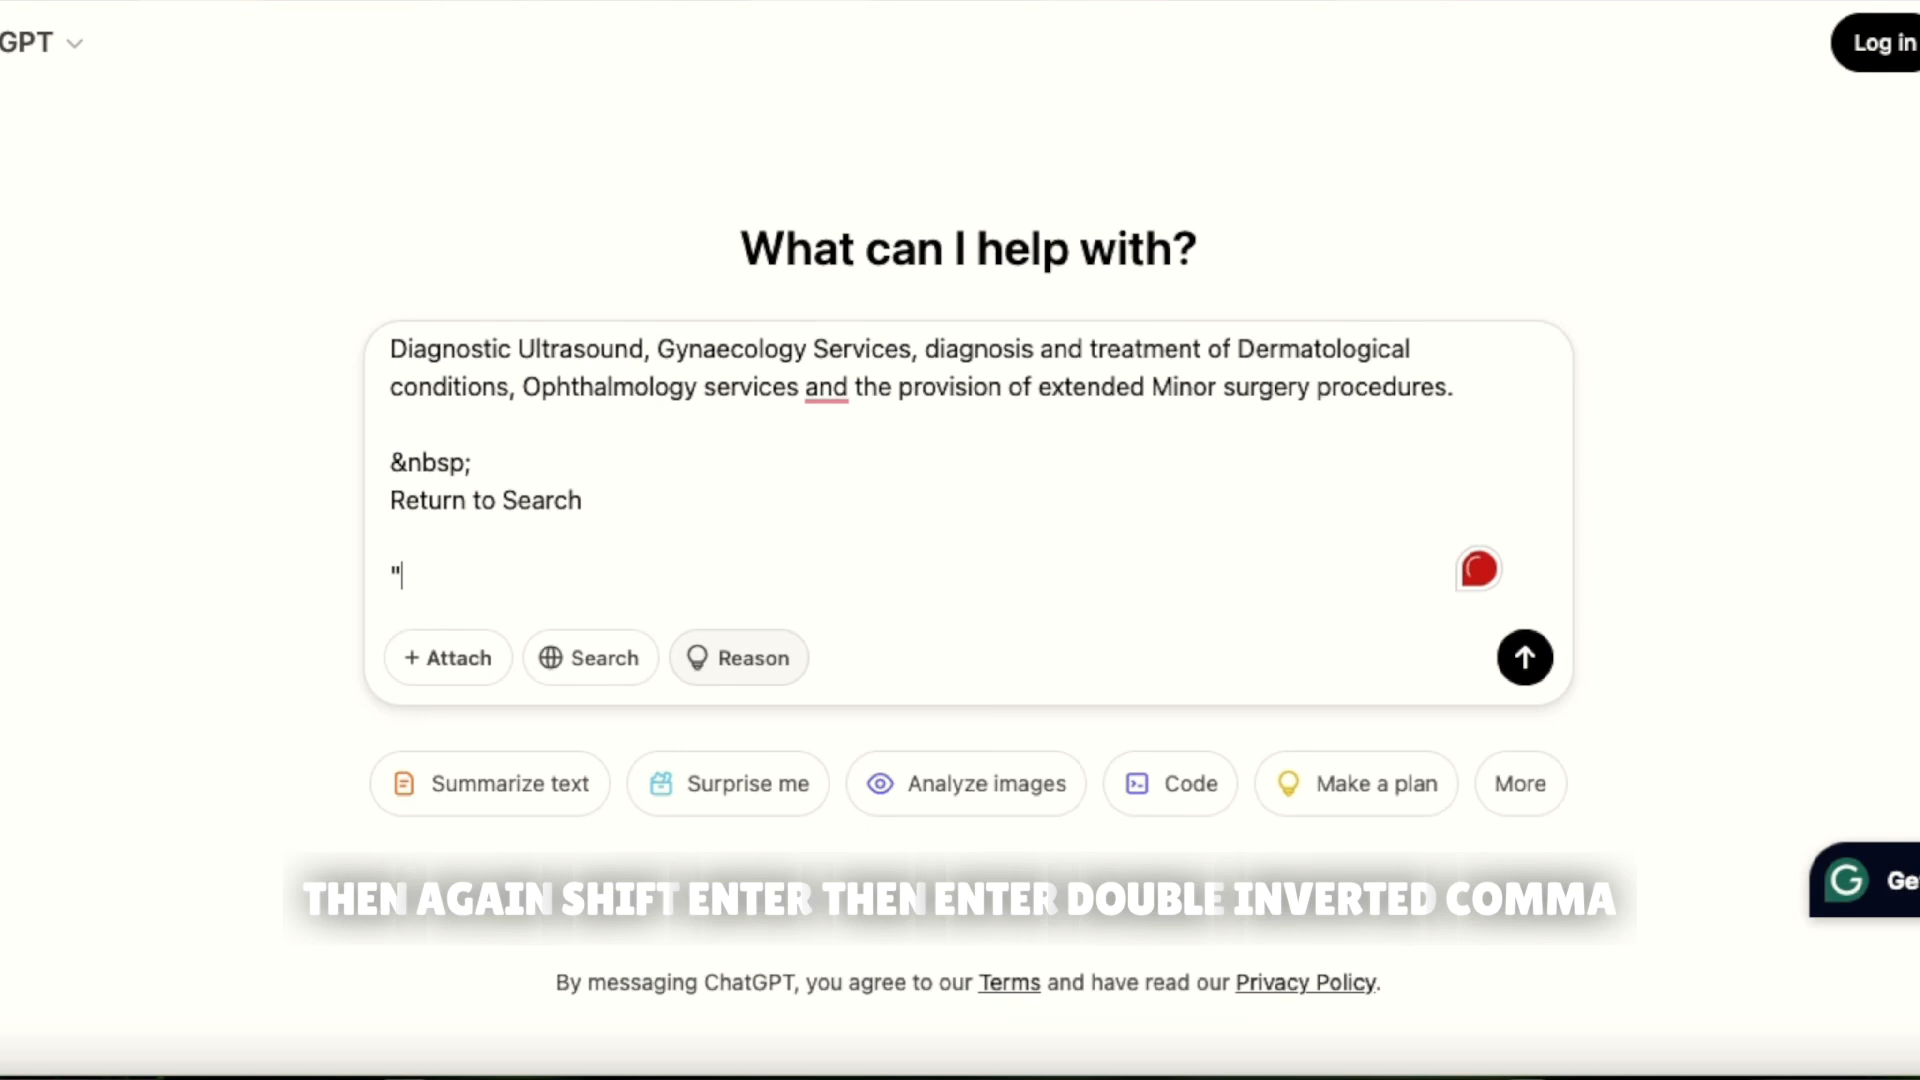 GPT
Log in
What can I help with?
Diagnostic Ultrasound, Gynaecology Services, diagnosis and treatment of Dermatological
conditions, Ophthalmology services and the provision of extended Minor surgery procedures.
&nbsp;
Return to Search
"
+ Attach
Search
Reason
Summarize text
Surprise me
Analyze images
Code
Make a plan
More
G
THEN AGAIN SHIFT ENTER THEN ENTER DOUBLE INVERTED COMMA
By messaging ChatGPT, you agree to our Terms and have read our Privacy Policy.